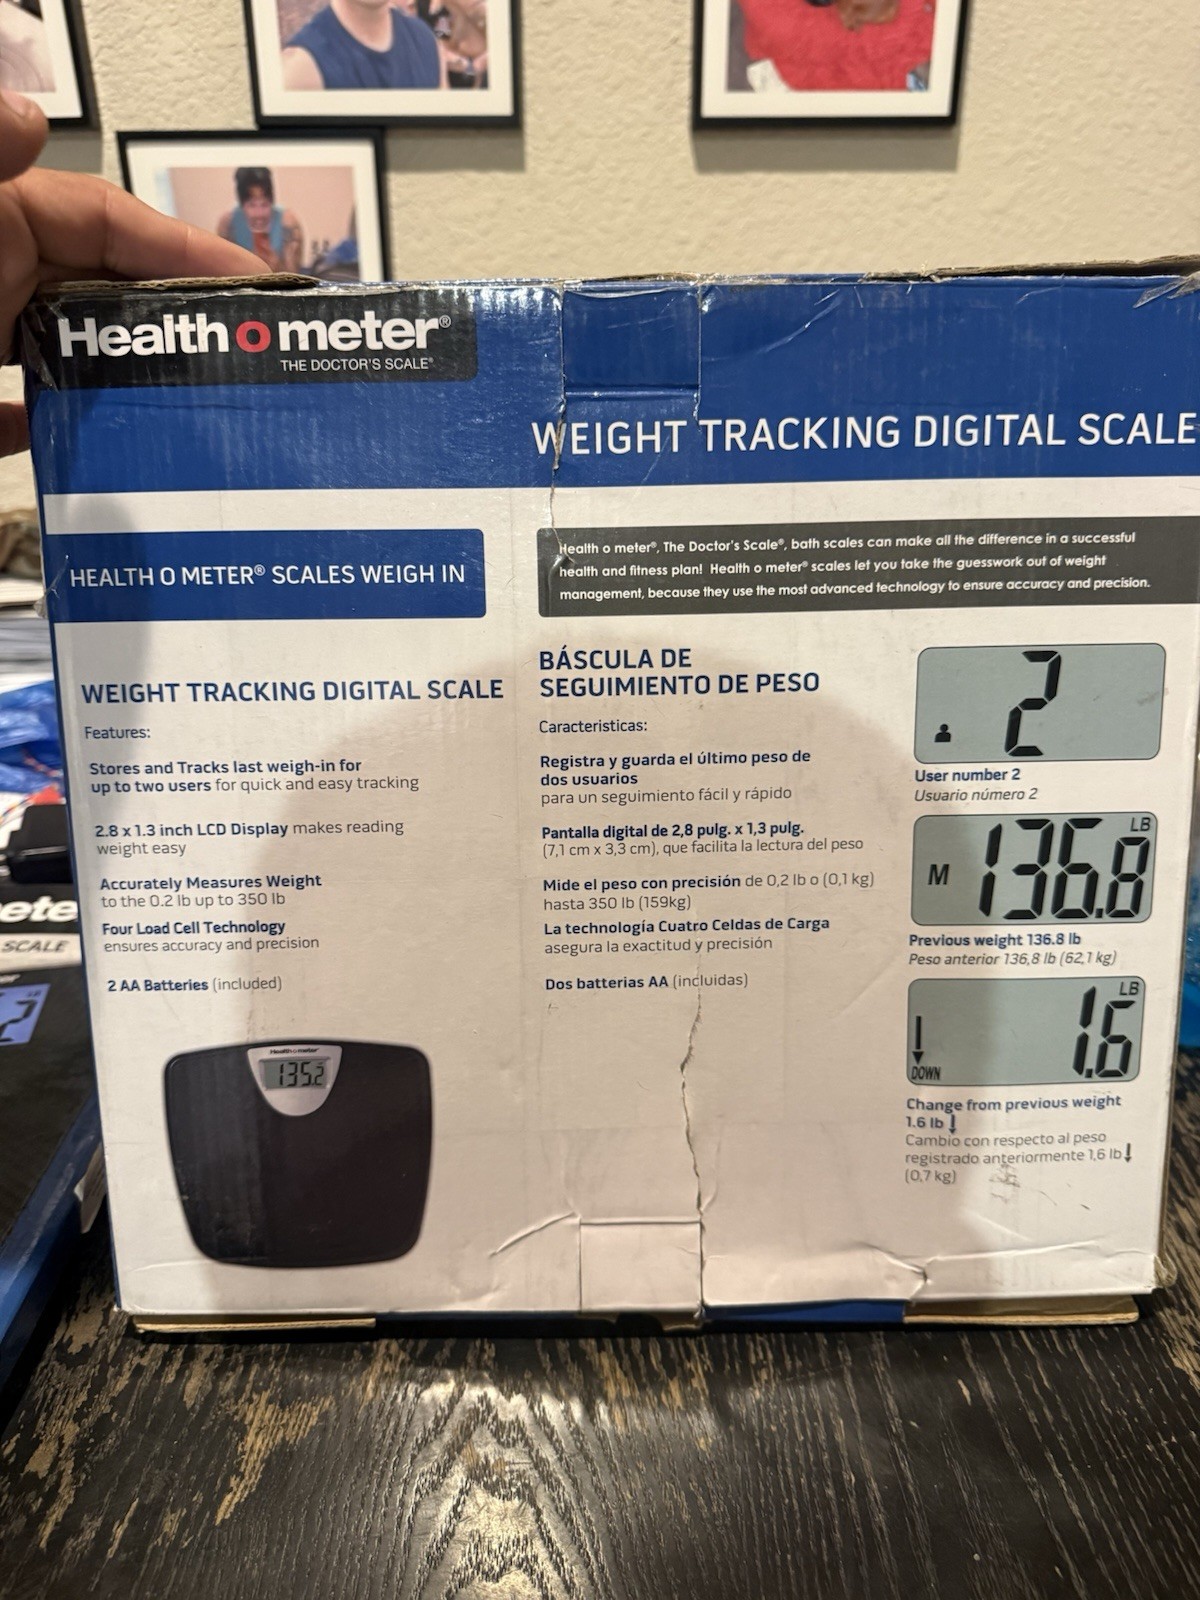 Health o meter®
THE DOCTOR'S SCALE®
WEIGHT TRACKING DIGITAL SCALE
HEALTH O METER® SCALES WEIGH IN
Health o meter®, The Doctor's Scale®, bath scales can make all the difference in a successful
health and fitness plan! Health o meter® scales let you take the guesswork out of weight
management, because they use the most advanced technology to ensure accuracy and precision.
WEIGHT TRACKING DIGITAL SCALE
Features:
Stores and Tracks last weigh-in for
up to two users for quick and easy tracking
2.8 x 1.3 inch LCD Display makes reading
weight easy
Accurately Measures Weight
to the 0.2 lb up to 350 lb
Four Load Cell Technology
ensures accuracy and precision
2 AA Batteries (included)
Health o meter®
135.2
BÁSCULA DE
SEGUIMIENTO DE PESO
Caracteristicas:
Registra y guarda el último peso de
dos usuarios
para un seguimiento fácil y rápido
Pantalla digital de 2,8 pulg. x 1,3 pulg.
(7,1 cm x 3,3 cm), que facilita la lectura del peso
Mide el peso con precisión de 0,2 lb o (0,1 kg)
hasta 350 lb (159kg)
La technología Cuatro Celdas de Carga
asegura la exactitud y precisión
Dos batterias AA (incluidas)
2
User number 2
Usuario número 2
M 136.8 LB
Previous weight 136.8 lb
Peso anterior 136,8 lb (62,1 kg)
DOWN 1.6 LB
Change from previous weight
1.6 lb ↓
Cambio con respecto al peso
registrado anteriormente 1,6 lb ↓
(0,7 kg)
ete
SCALE
LB
2